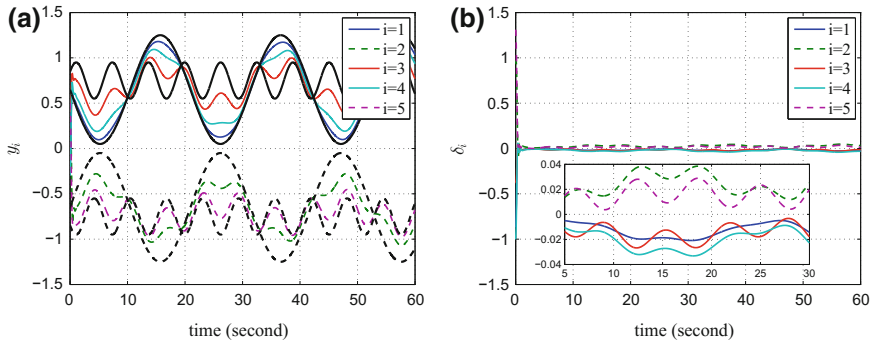 (a)
1.5
1
0.5
0
−0.5
−1
−1.5
y_i
0 10 20 30 40 50 60
time (second)
i=1
i=2
i=3
i=4
i=5
(b)
1.5
1
0.5
0
−0.5
−1
−1.5
δ_i
0 10 20 30 40 50 60
time (second)
i=1
i=2
i=3
i=4
i=5
0.04
0.02
0
−0.02
−0.04
5 10 15 20 25 30